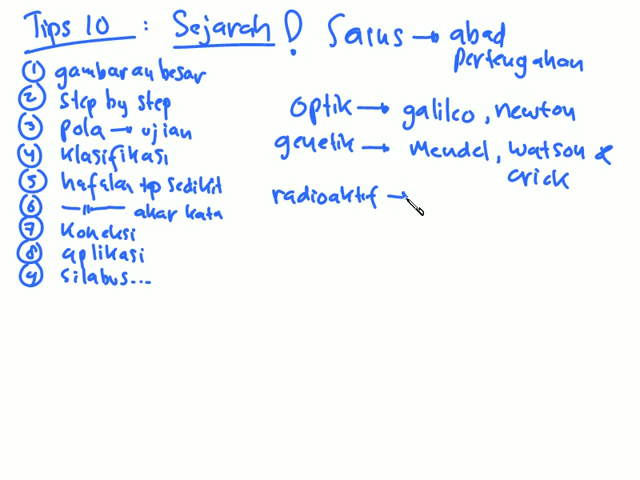 Tips 10 : Sejarah! Sains → abad
pertengahan
① gambaran besar
② step by step
③ pola → ujian
④ klasifikasi
⑤ hafalan tp sedikit
⑥ —〃— akar kata
⑦ koneksi
⑧ aplikasi
⑨ silabus...
optik → galileo, newton
genetik → Mendel, watson &
crick
radioaktif →